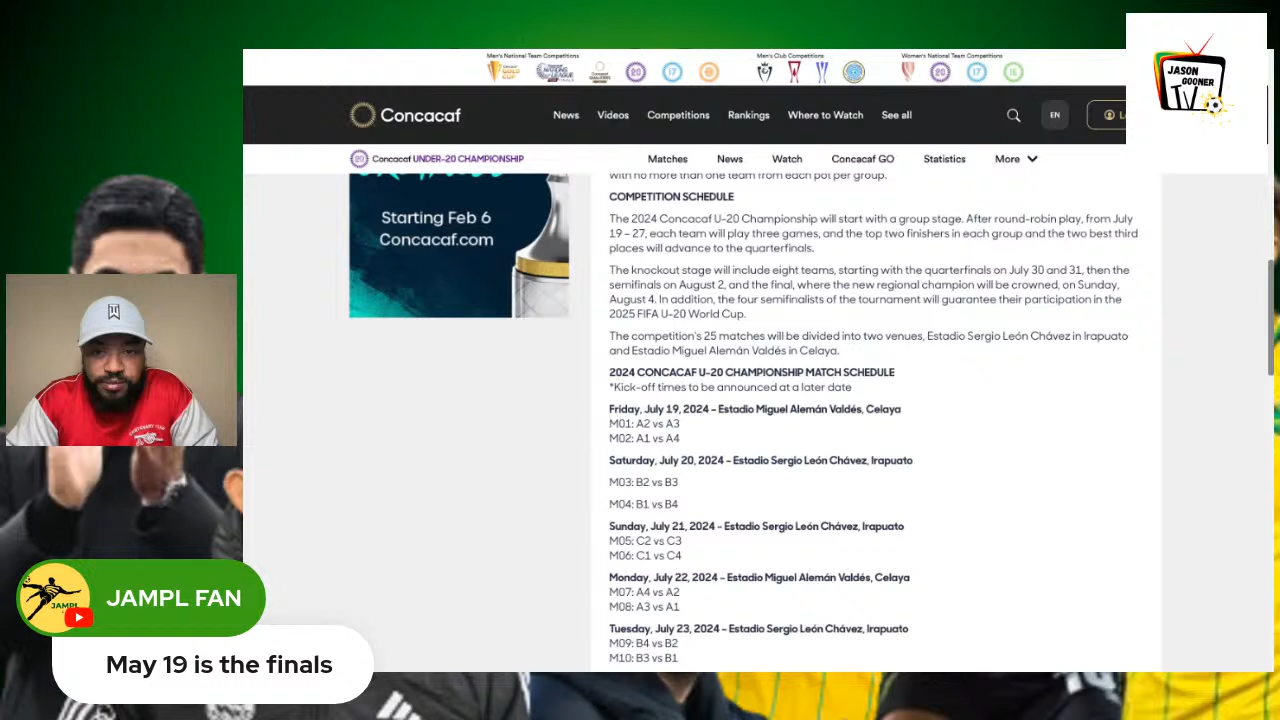 Men's National Team Competitions
Men's Club Competitions
Women's National Team Competitions
JASON
GOONER
TV
Concacaf
News
Videos
Competitions
Rankings
Where to Watch
See all
EN
Concacaf UNDER-20 CHAMPIONSHIP
Matches
News
Watch
Concacaf GO
Statistics
More
with no more than one team from each pot per group.
Starting Feb 6
Concacaf.com
COMPETITION SCHEDULE
The 2024 Concacaf U-20 Championship will start with a group stage. After round-robin play, from July
19 – 27, each team will play three games, and the top two finishers in each group and the two best third
places will advance to the quarterfinals.
The knockout stage will include eight teams, starting with the quarterfinals on July 30 and 31, then the
semifinals on August 2, and the final, where the new regional champion will be crowned, on Sunday,
August 4. In addition, the four semifinalists of the tournament will guarantee their participation in the
2025 FIFA U-20 World Cup.
The competition's 25 matches will be divided into two venues, Estadio Sergio León Chávez in Irapuato
and Estadio Miguel Alemán Valdés in Celaya.
2024 CONCACAF U-20 CHAMPIONSHIP MATCH SCHEDULE
*Kick-off times to be announced at a later date
Friday, July 19, 2024 – Estadio Miguel Alemán Valdés, Celaya
M01: A2 vs A3
M02: A1 vs A4
Saturday, July 20, 2024 – Estadio Sergio León Chávez, Irapuato
M03: B2 vs B3
M04: B1 vs B4
Sunday, July 21, 2024 – Estadio Sergio León Chávez, Irapuato
M05: C2 vs C3
M06: C1 vs C4
Monday, July 22, 2024 – Estadio Miguel Alemán Valdés, Celaya
M07: A4 vs A2
M08: A3 vs A1
Tuesday, July 23, 2024 – Estadio Sergio León Chávez, Irapuato
M09: B4 vs B2
M10: B3 vs B1
JAMPL
JAMPL FAN
May 19 is the finals